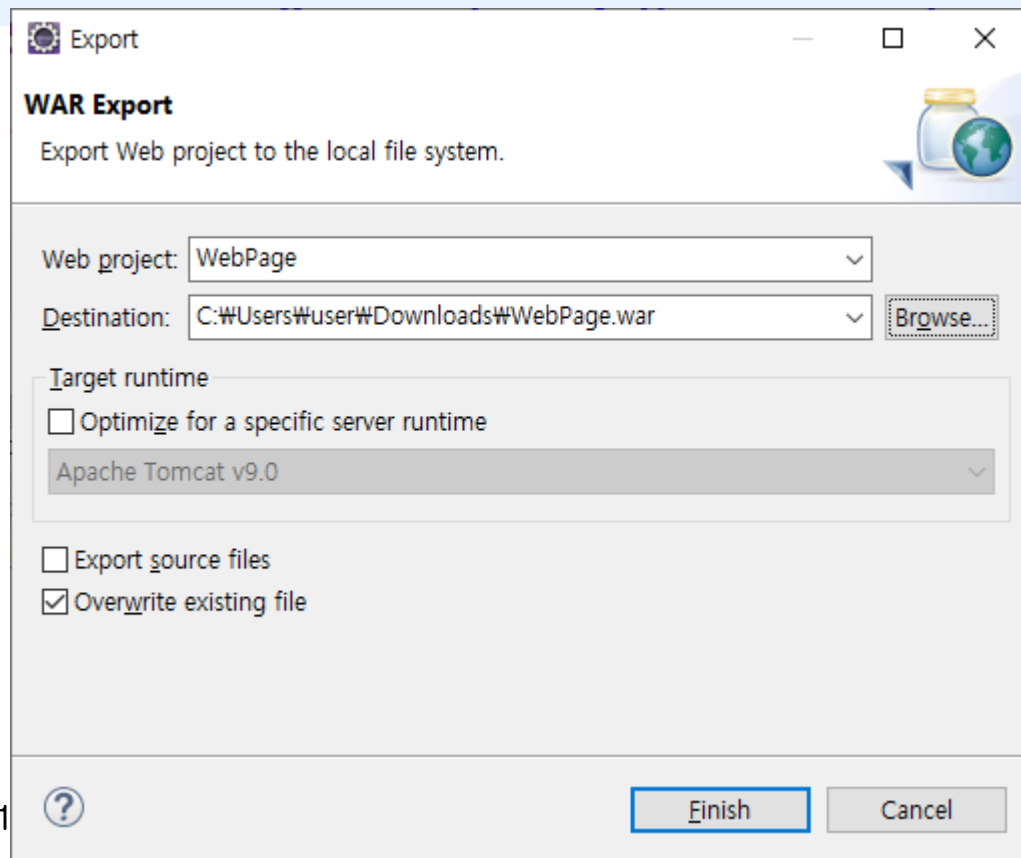 Export
WAR Export
Export Web project to the local file system.
Web project: WebPage
Destination: C:₩Users₩user₩Downloads₩WebPage.war Browse...
Target runtime
Optimize for a specific server runtime
Apache Tomcat v9.0
Export source files
Overwrite existing file
1
? Finish Cancel